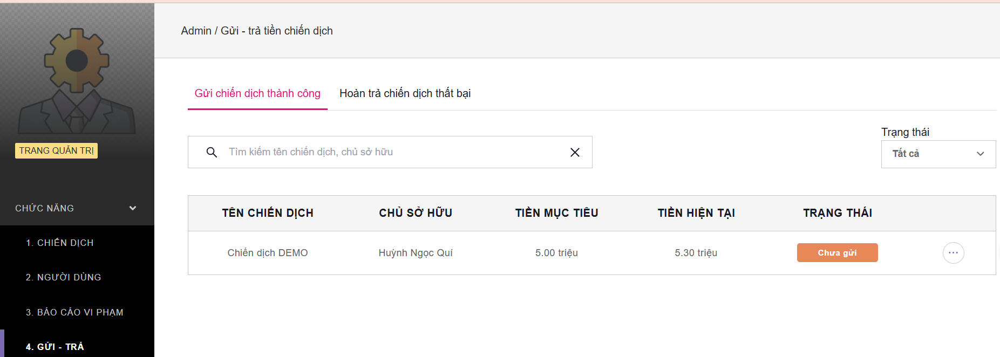 Admin / Gửi - trả tiền chiến dịch
Gửi chiến dịch thành công
Hoàn trả chiến dịch thất bại
Trạng thái
Tìm kiếm tên chiến dịch, chủ sở hữu
Tất cả
TRANG QUẢN TRỊ
CHỨC NĂNG
1. CHIẾN DỊCH
2. NGƯỜI DÙNG
3. BÁO CÁO VI PHẠM
4. GỬI - TRẢ
TÊN CHIẾN DỊCH CHỦ SỞ HỮU TIỀN MỤC TIÊU TIỀN HIỆN TẠI TRẠNG THÁI
Chiến dịch DEMO Huỳnh Ngọc Quí 5.00 triệu 5.30 triệu Chưa gửi